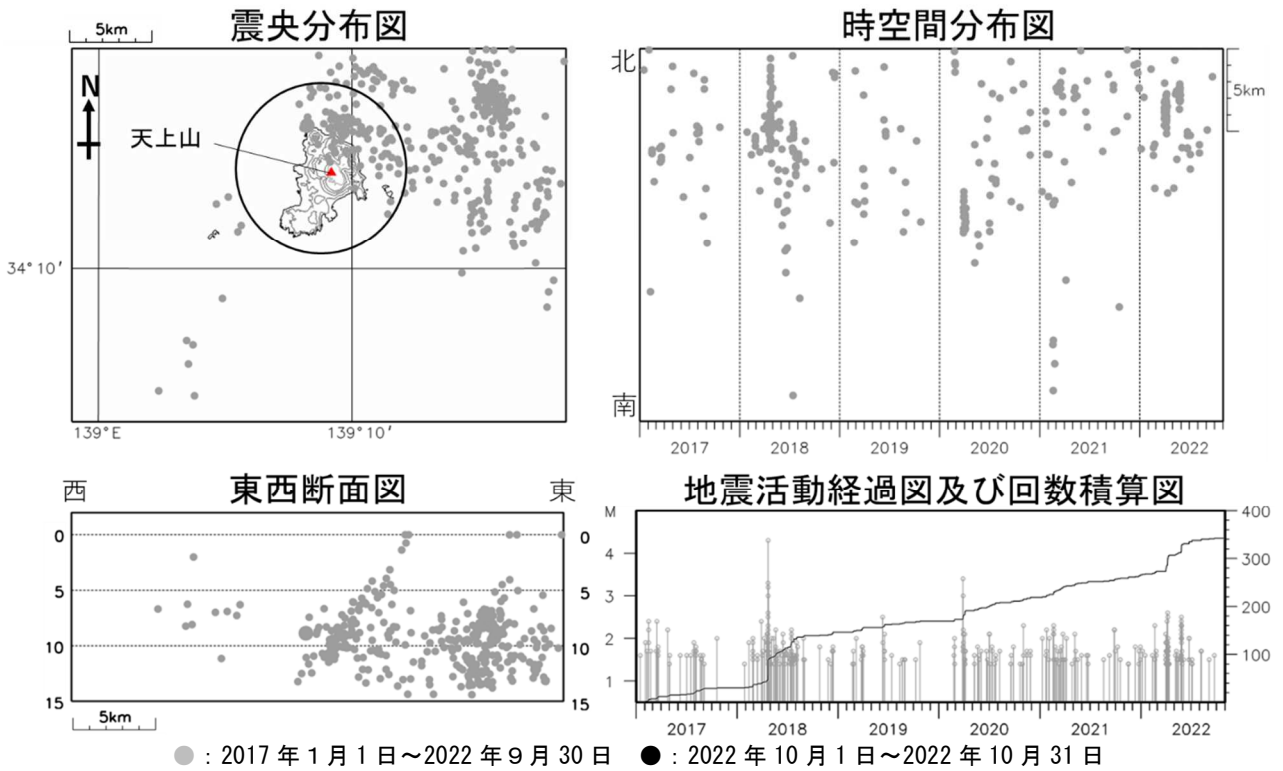 震央分布図
時空間分布図
5km
N
天上山
34°10′
139°E
139°10′
北
南
5km
2017
2018
2019
2020
2021
2022
東西断面図
地震活動経過図及び回数積算図
西
東
0
5
10
15
0
5
10
15
5km
M
4
3
2
1
400
300
200
100
2017
2018
2019
2020
2021
2022
：2017年１月１日～2022年９月30日
：2022年10月１日～2022年10月31日